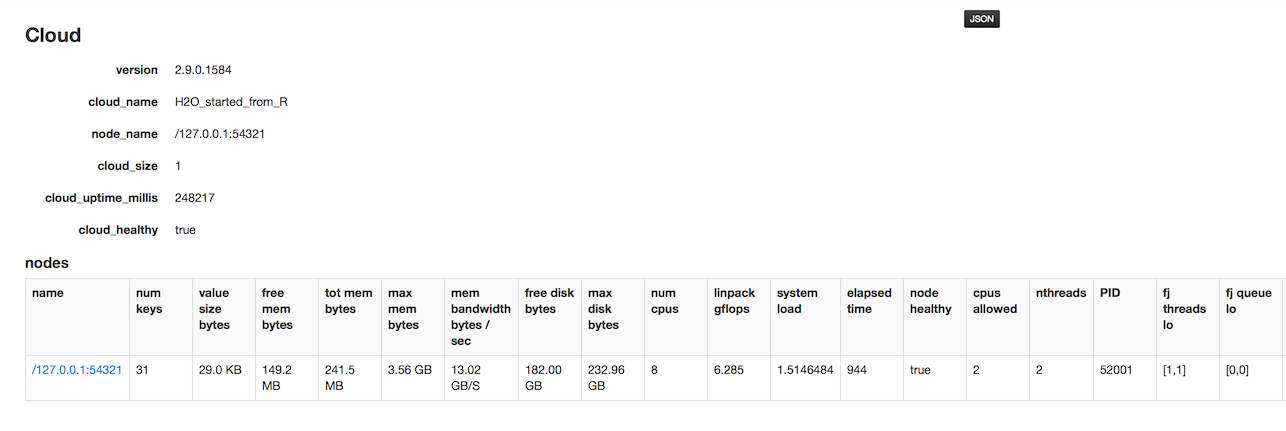 JSON
Cloud
version 2.9.0.1584
cloud_name H2O_started_from_R
node_name /127.0.0.1:54321
cloud_size 1
cloud_uptime_millis 248217
cloud_healthy true
nodes
name num keys value size bytes free mem bytes tot mem bytes max mem bytes mem bandwidth bytes / sec free disk bytes max disk bytes num cpus linpack gflops system load elapsed time node healthy cpus allowed nthreads PID fj threads lo fj queue lo
/127.0.0.1:54321 31 29.0 KB 149.2 MB 241.5 MB 3.56 GB 13.02 GB/S 182.00 GB 232.96 GB 8 6.285 1.5146484 944 true 2 2 52001 [1,1] [0,0]